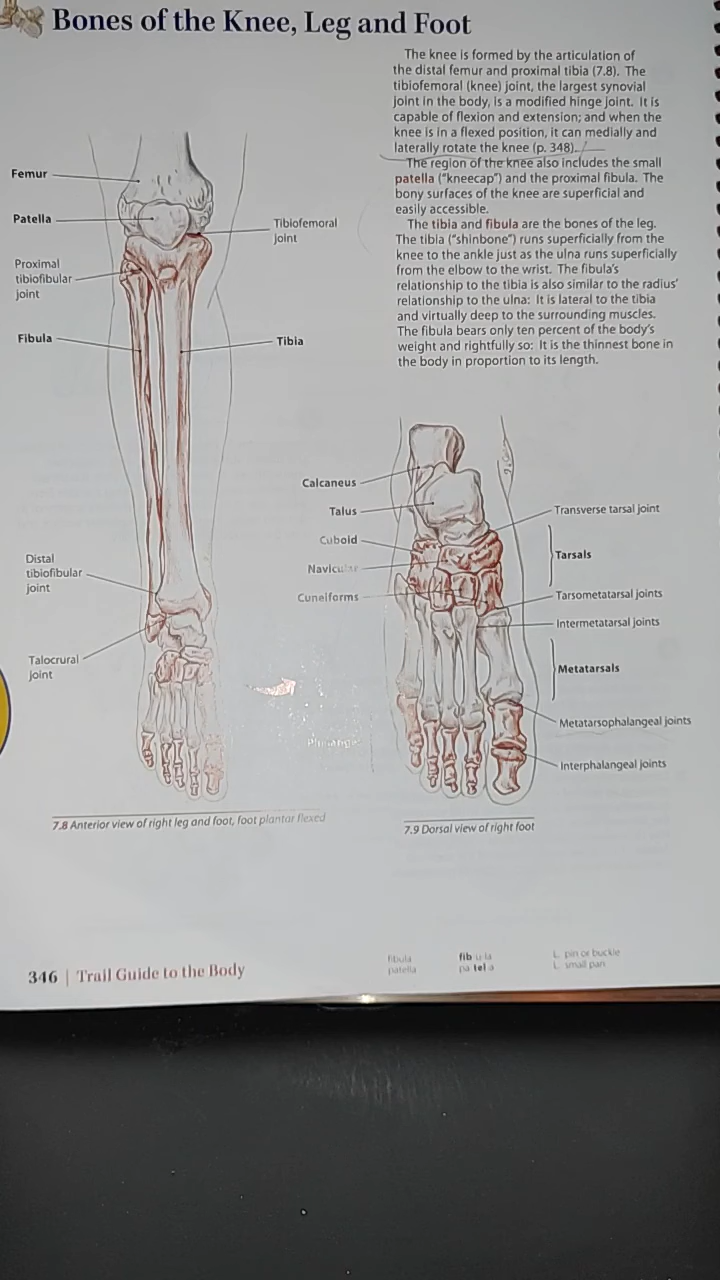 Bones of the Knee, Leg and Foot
The knee is formed by the articulation of
the distal femur and proximal tibia (7.8). The
tibiofemoral (knee) joint, the largest synovial
joint in the body, is a modified hinge joint. It is
capable of flexion and extension; and when the
knee is in a flexed position, it can medially and
laterally rotate the knee (p. 348).
The region of the knee also includes the small
patella ("kneecap") and the proximal fibula. The
bony surfaces of the knee are superficial and
easily accessible.
The tibia and fibula are the bones of the leg.
The tibia ("shinbone") runs superficially from the
knee to the ankle just as the ulna runs superficially
from the elbow to the wrist. The fibula's
relationship to the tibia is also similar to the radius'
relationship to the ulna: It is lateral to the tibia
and virtually deep to the surrounding muscles.
The fibula bears only ten percent of the body's
weight and rightfully so: It is the thinnest bone in
the body in proportion to its length.
Femur
Patella
Tibiofemoral
joint
Proximal
tibiofibular
joint
Fibula
Tibia
Distal
tibiofibular
joint
Talocrural
joint
7.8 Anterior view of right leg and foot, foot plantar flexed
Calcaneus
Talus
Cuboid
Navicular
Cuneiforms
Phalanges
Transverse tarsal joint
Tarsals
Tarsometatarsal joints
Intermetatarsal joints
Metatarsals
Metatarsophalangeal joints
Interphalangeal joints
7.9 Dorsal view of right foot
346 | Trail Guide to the Body
fibula fib u la L. pin or buckle
patella pa tel a L. small pan